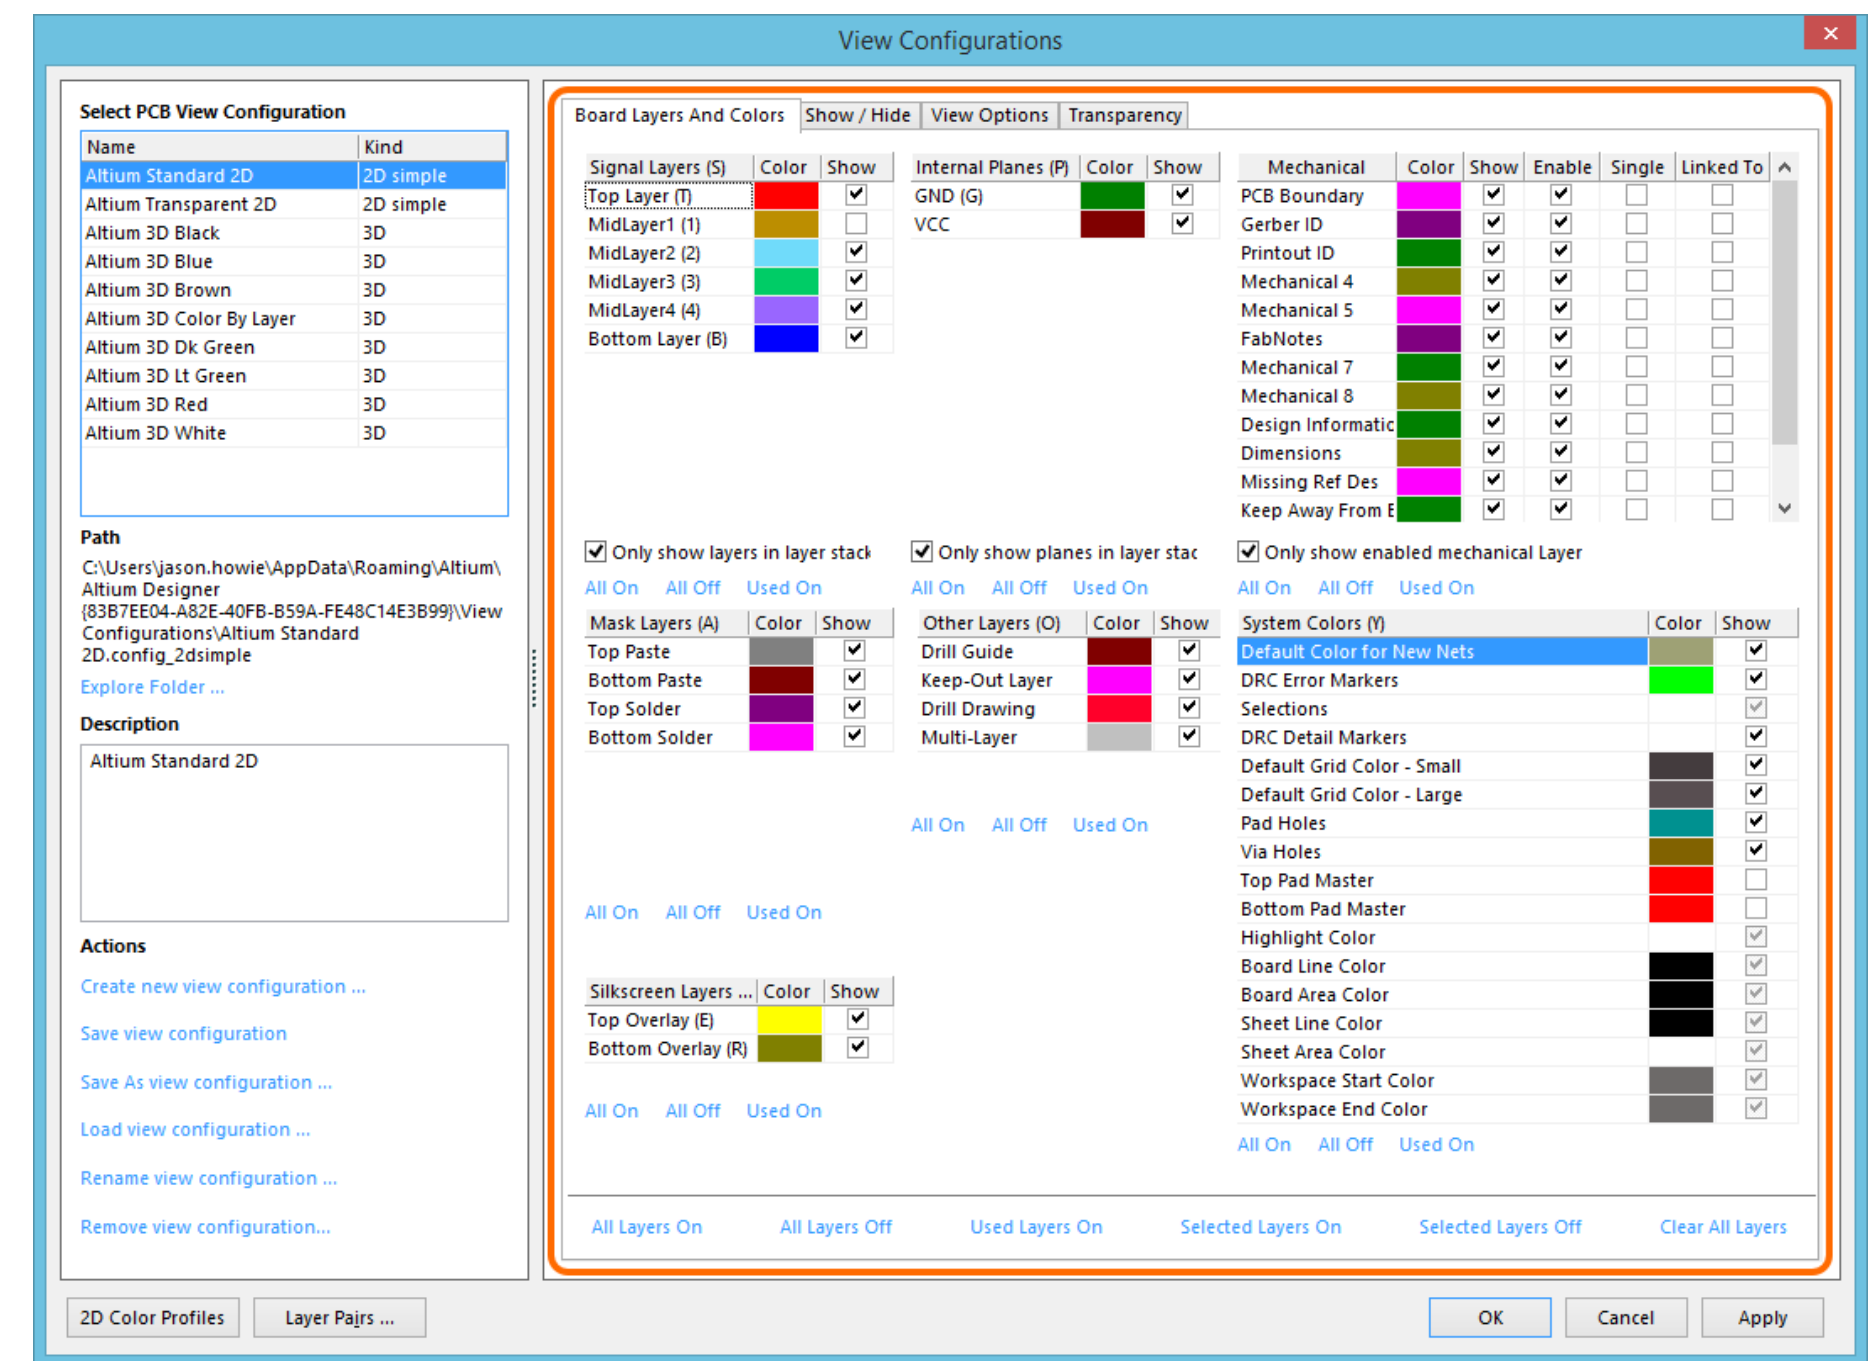 View Configurations
Select PCB View Configuration
Name Kind
Altium Standard 2D 2D simple
Altium Transparent 2D 2D simple
Altium 3D Black 3D
Altium 3D Blue 3D
Altium 3D Brown 3D
Altium 3D Color By Layer 3D
Altium 3D Dk Green 3D
Altium 3D Lt Green 3D
Altium 3D Red 3D
Altium 3D White 3D
Path
C:\Users\jason.howie\AppData\Roaming\Altium\
Altium Designer
{83B7EE04-A82E-40FB-B59A-FE48C14E3B99}\View
Configurations\Altium Standard
2D.config_2dsimple
Explore Folder ...
Description
Altium Standard 2D
Actions
Create new view configuration ...
Save view configuration
Save As view configuration ...
Load view configuration ...
Rename view configuration ...
Remove view configuration...
Board Layers And Colors Show / Hide View Options Transparency
Signal Layers (S) Color Show
Top Layer (T)
MidLayer1 (1)
MidLayer2 (2)
MidLayer3 (3)
MidLayer4 (4)
Bottom Layer (B)
Only show layers in layer stack
All On All Off Used On
Internal Planes (P) Color Show
GND (G)
VCC
Only show planes in layer stac
All On All Off Used On
Mechanical Color Show Enable Single Linked To
PCB Boundary
Gerber ID
Printout ID
Mechanical 4
Mechanical 5
FabNotes
Mechanical 7
Mechanical 8
Design Informatic
Dimensions
Missing Ref Des
Keep Away From E
Only show enabled mechanical Layer
All On All Off Used On
Mask Layers (A) Color Show
Top Paste
Bottom Paste
Top Solder
Bottom Solder
All On All Off Used On
Other Layers (O) Color Show
Drill Guide
Keep-Out Layer
Drill Drawing
Multi-Layer
All On All Off Used On
System Colors (Y) Color Show
Default Color for New Nets
DRC Error Markers
Selections
DRC Detail Markers
Default Grid Color - Small
Default Grid Color - Large
Pad Holes
Via Holes
Top Pad Master
Bottom Pad Master
Highlight Color
Board Line Color
Board Area Color
Sheet Line Color
Sheet Area Color
Workspace Start Color
Workspace End Color
All On All Off Used On
Silkscreen Layers ... Color Show
Top Overlay (E)
Bottom Overlay (R)
All On All Off Used On
All Layers On All Layers Off Used Layers On Selected Layers On Selected Layers Off Clear All Layers
2D Color Profiles Layer Pairs ... OK Cancel Apply